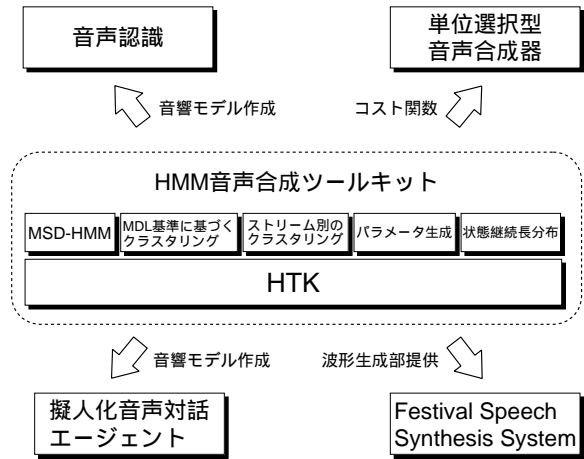 音声認識
単位選択型
音声合成器
音響モデル作成
コスト関数
HMM音声合成ツールキット
MSD-HMM
MDL基準に基づく
クラスタリング
ストリーム別の
クラスタリング
パラメータ生成
状態継続長分布
HTK
音響モデル作成
波形生成部提供
擬人化音声対話
エージェント
Festival Speech
Synthesis System